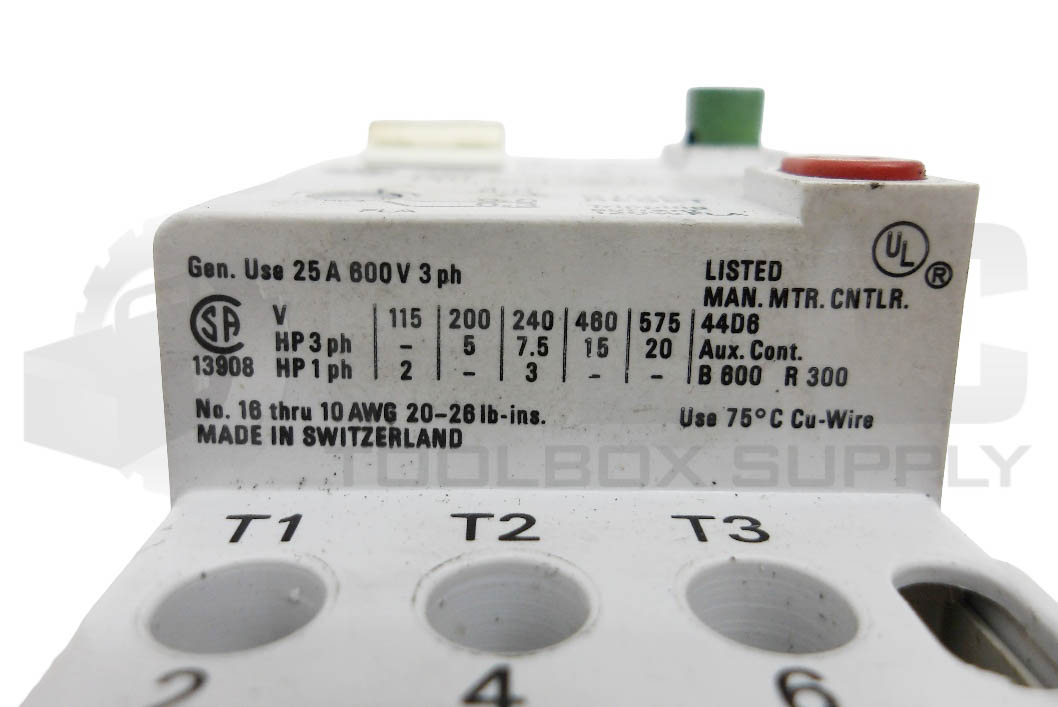 FLA
Gen. Use 25 A 600 V 3 ph
LISTED
UL ®
MAN. MTR. CNTLR.
SA V 115 200 240 460 575 44D6
HP 3 ph – 5 7.5 15 20 Aux. Cont.
13908 HP 1 ph 2 – 3 – – B 600 R 300
No. 16 thru 10 AWG 20–26 lb-ins. Use 75° C Cu-Wire
MADE IN SWITZERLAND
TOOLBOX SUPPLY
T1 T2 T3
2 4 6